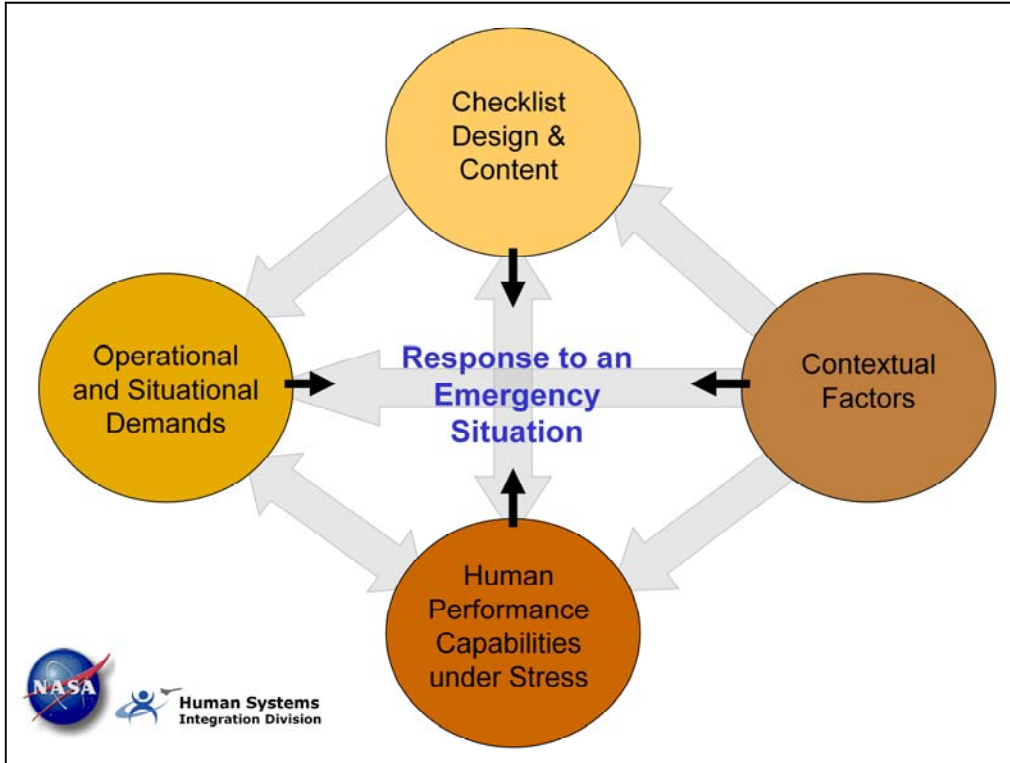 Checklist
Design &
Content
Operational
and Situational
Demands
Response to an
Emergency
Situation
Contextual
Factors
Human
Performance
Capabilities
under Stress
NASA
Human Systems
Integration Division